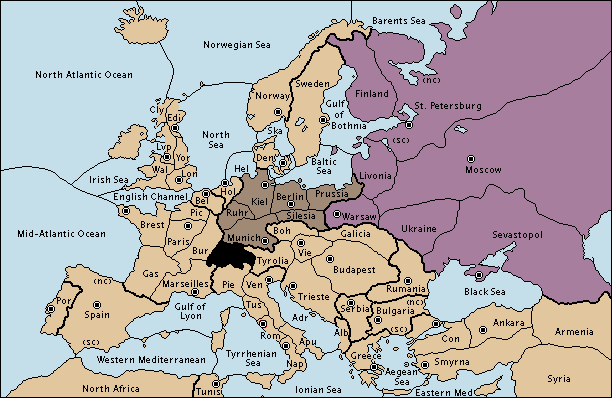 Barents Sea
Norwegian Sea
North Atlantic Ocean
(nc)
Sweden
Finland
Norway
St. Petersburg
Gulf
of
Bothnia
Cly
Edi
North
Sea
Ska
(sc)
Lvp
Yor
Den
Baltic
Sea
Moscow
Irish Sea
Wal
Lon
Hel
Livonia
English Channel
Hol
Kiel
Berlin
Prussia
Bel
Ruhr
Silesia
Warsaw
Pic
Brest
Ukraine
Mid-Atlantic Ocean
Paris
Munich
Boh
Galicia
Sevastopol
Bur
Vie
Tyrolia
Budapest
Gas
(nc)
Marseilles
Pie
Ven
Rumania
Black Sea
Por
Spain
Gulf of
Lyon
Tus
Trieste
Serbia
(nc)
Bulgaria
Adr
(sc)
Ankara
Armenia
Rom
Apu
Alb
Con
(sc)
Western Mediterranean
Tyrrhenian
Sea
Nap
Greece
Aegean
Sea
Smyrna
Syria
North Africa
Tunis
Ionian Sea
Eastern Med